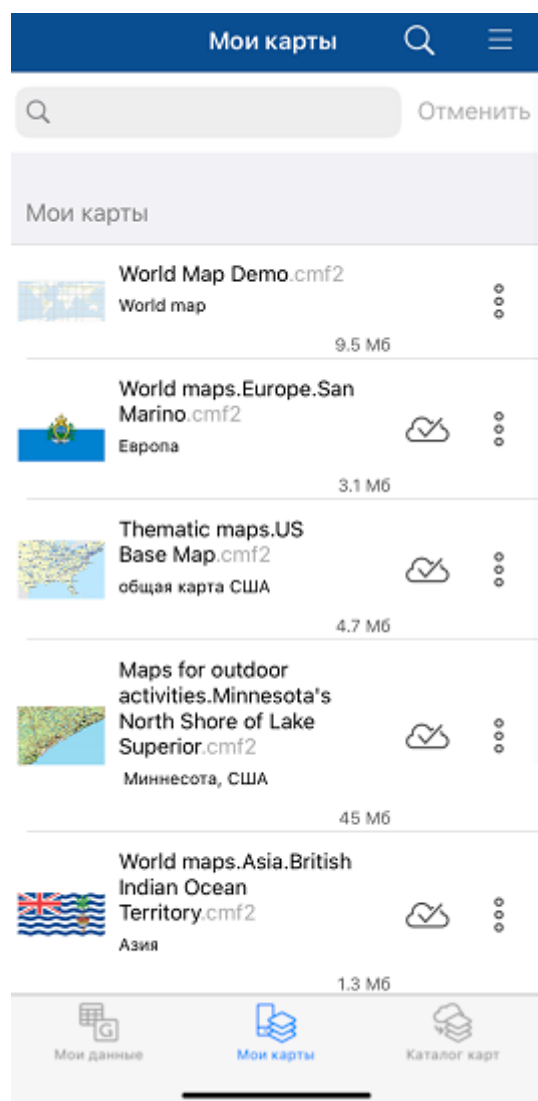 Мои карты
Отменить
Мои карты
World Map Demo.cmf2
World map
9.5 Мб
World maps.Europe.San
Marino.cmf2
Европа
3.1 Мб
Thematic maps.US
Base Map.cmf2
общая карта США
4.7 Мб
Maps for outdoor
activities.Minnesota's
North Shore of Lake
Superior.cmf2
Миннесота, США
45 Мб
World maps.Asia.British
Indian Ocean
Territory.cmf2
Азия
1.3 Мб
G
Мои данные
Мои карты
Каталог карт